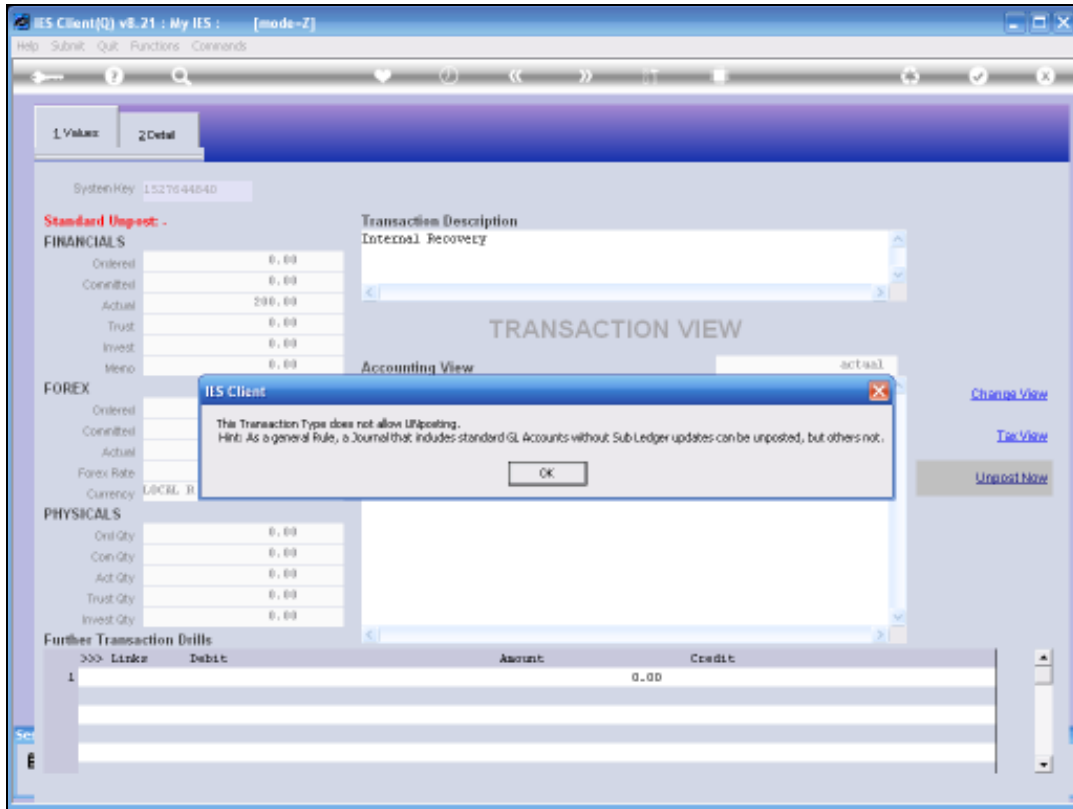 IES Client(Q) v8.21 : My IES : [mode=Z]
Help Submit Quit Functions Commands
1 Values 2 Detail
System Key 1527644840
Standard Unpost: -
Transaction Description
FINANCIALS
Internal Recovery
Ordered 0.00
Committed 0.00
Actual 200.00
Trust 0.00
TRANSACTION VIEW
Invest 0.00
Memo 0.00
Accounting View actual
FOREX
IES Client
Change View
Ordered
This Transaction Type does not allow UNposting.
Committed
Hint: As a general Rule, a Journal that includes standard GL Accounts without Sub Ledger updates can be unposted, but others not.
Tax View
Actual
Forex Rate
OK
Unpost Now
Currency LOCAL R
PHYSICALS
Ord Qty 0.00
Com Qty 0.00
Act Qty 0.00
Trust Qty 0.00
Invest Qty 0.00
Further Transaction Drills
>>> Links Debit Amount Credit
1 0.00